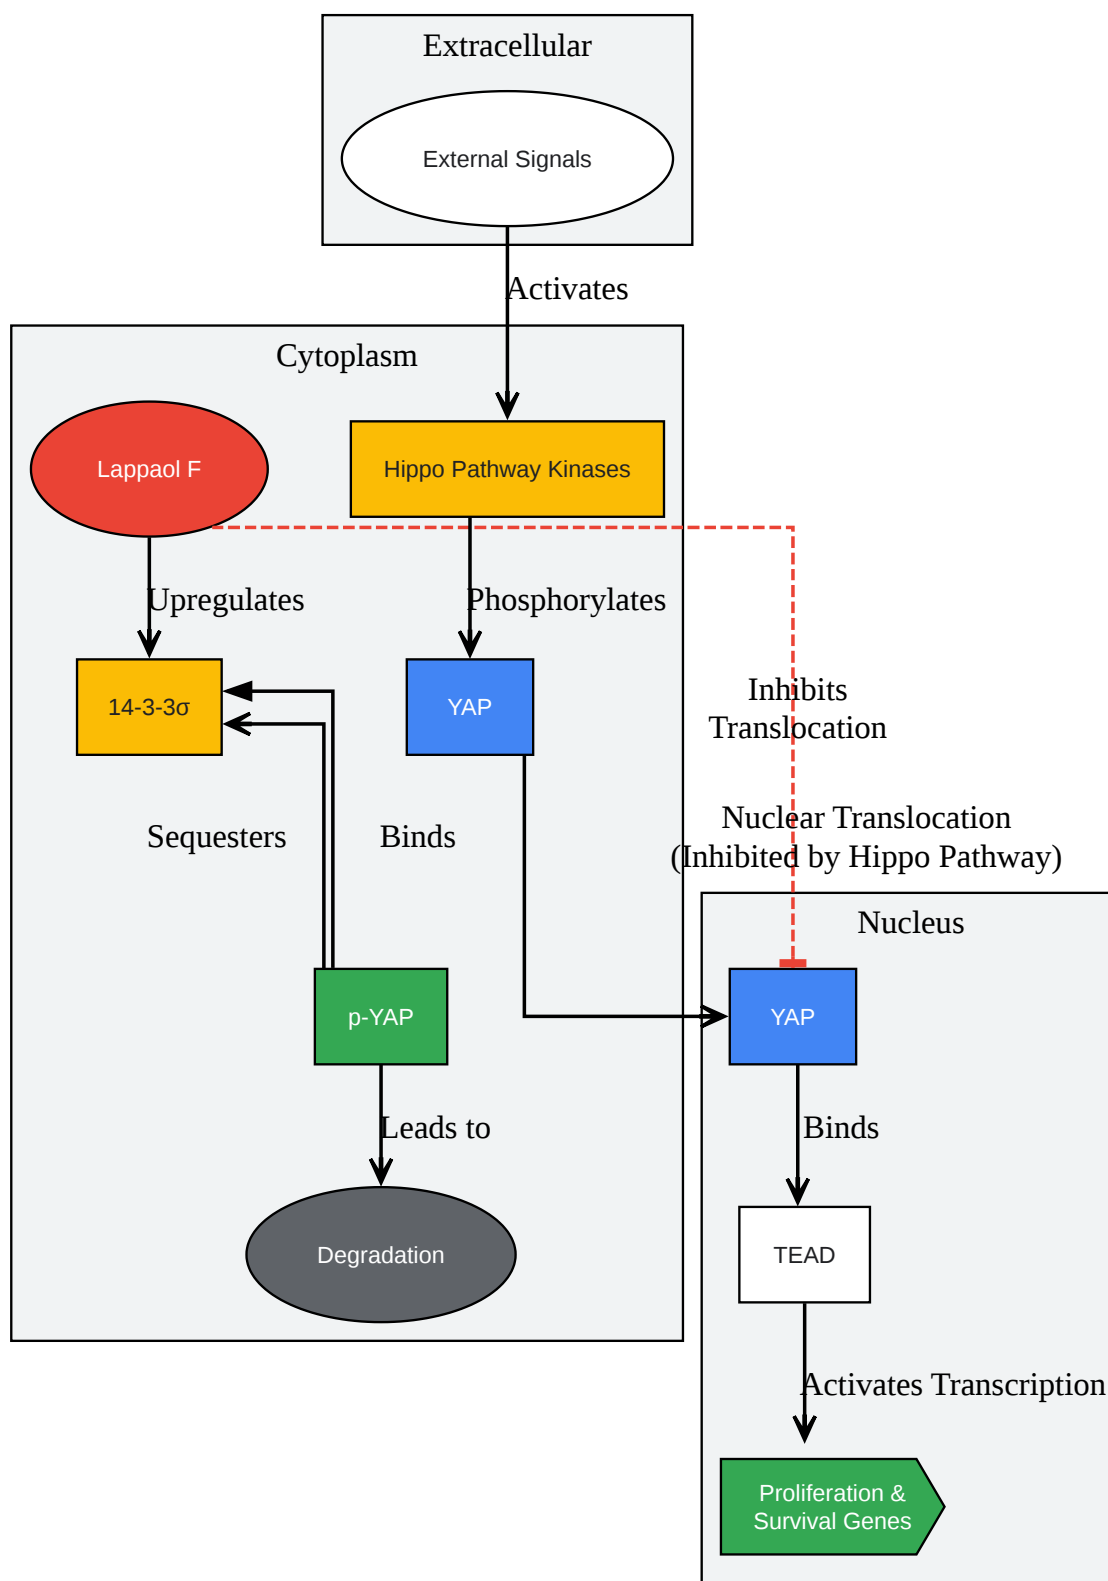 Extracellular
External Signals
Activates
Cytoplasm
Lappaol F
Hippo Pathway Kinases
Upregulates
Phosphorylates
14-3-3σ
YAP
Inhibits
Translocation
Sequesters
Binds
Nuclear Translocation
(Inhibited by Hippo Pathway)
Nucleus
p-YAP
YAP
Leads to
Binds
Degradation
TEAD
Activates Transcription
Proliferation &
Survival Genes